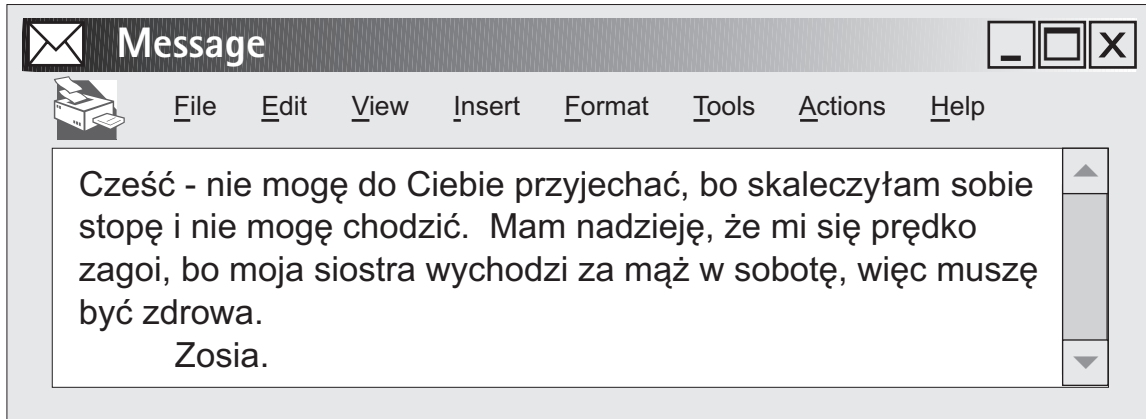 Message
File Edit View Insert Format Tools Actions Help
Cześć - nie mogę do Ciebie przyjechać, bo skaleczyłam sobie
stopę i nie mogę chodzić.  Mam nadzieję, że mi się prędko
zagoi, bo moja siostra wychodzi za mąż w sobotę, więc muszę
być zdrowa.
Zosia.